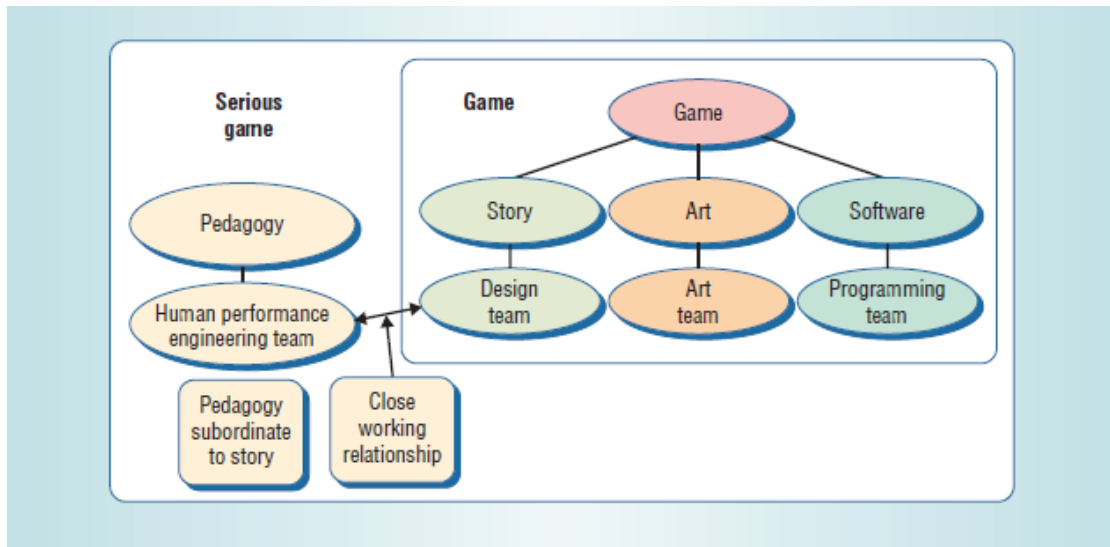 Serious
game
Game
Game
Story
Art
Software
Pedagogy
Design
team
Art
team
Programming
team
Human performance
engineering team
Pedagogy
subordinate
to story
Close
working
relationship